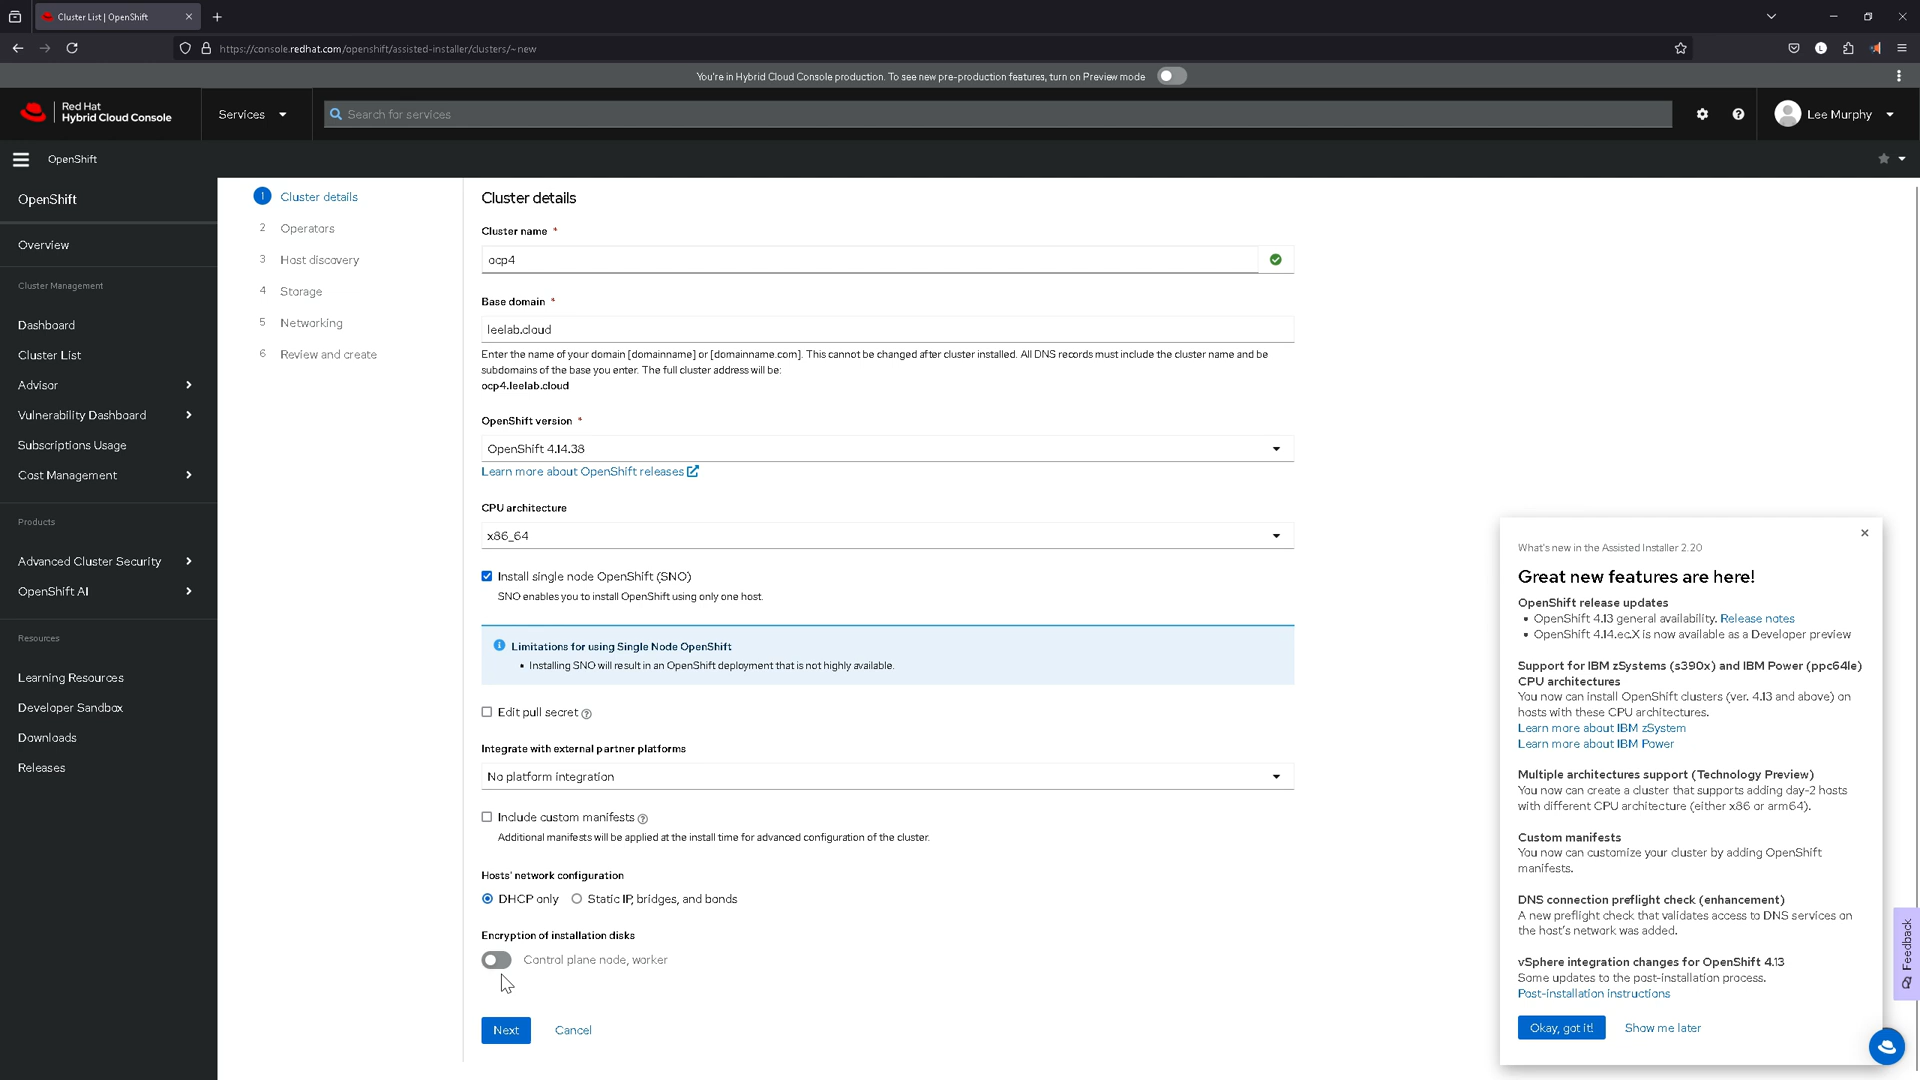 Cluster List | OpenShift
https://console.redhat.com/openshift/assisted-installer/clusters/~new
You're in Hybrid Cloud Console production. To see new pre-production features, turn on Preview mode
Red Hat
Hybrid Cloud Console
Services
Search for services
Lee Murphy
OpenShift
OpenShift
Overview
Cluster Management
Dashboard
Cluster List
Advisor
Vulnerability Dashboard
Subscriptions Usage
Cost Management
Products
Advanced Cluster Security
OpenShift AI
Resources
Learning Resources
Developer Sandbox
Downloads
Releases
1 Cluster details
2 Operators
3 Host discovery
4 Storage
5 Networking
6 Review and create
Cluster details
Cluster name *
ocp4
Base domain *
leelab.cloud
Enter the name of your domain [domainname] or [domainname.com]. This cannot be changed after cluster installed. All DNS records must include the cluster name and be
subdomains of the base you enter. The full cluster address will be:
ocp4.leelab.cloud
OpenShift version *
OpenShift 4.14.38
Learn more about OpenShift releases
CPU architecture
x86_64
Install single node OpenShift (SNO)
SNO enables you to install OpenShift using only one host.
Limitations for using Single Node OpenShift
• Installing SNO will result in an OpenShift deployment that is not highly available.
Edit pull secret
Integrate with external partner platforms
No platform integration
Include custom manifests
Additional manifests will be applied at the install time for advanced configuration of the cluster.
Hosts' network configuration
DHCP only Static IP, bridges, and bonds
Encryption of installation disks
Control plane node, worker
Next Cancel
What's new in the Assisted Installer 2.20
Great new features are here!
OpenShift release updates
• OpenShift 4.13 general availability. Release notes
• OpenShift 4.14.ec.X is now available as a Developer preview
Support for IBM zSystems (s390x) and IBM Power (ppc64le)
CPU architectures
You now can install OpenShift clusters (ver. 4.13 and above) on
hosts with these CPU architectures.
Learn more about IBM zSystem
Learn more about IBM Power
Multiple architectures support (Technology Preview)
You now can create a cluster that supports adding day-2 hosts
with different CPU architecture (either x86 or arm64).
Custom manifests
You now can customize your cluster by adding OpenShift
manifests.
DNS connection preflight check (enhancement)
A new preflight check that validates access to DNS services on
the host's network was added.
vSphere integration changes for OpenShift 4.13
Some updates to the post-installation process.
Post-installation instructions
Okay, got it! Show me later
Feedback